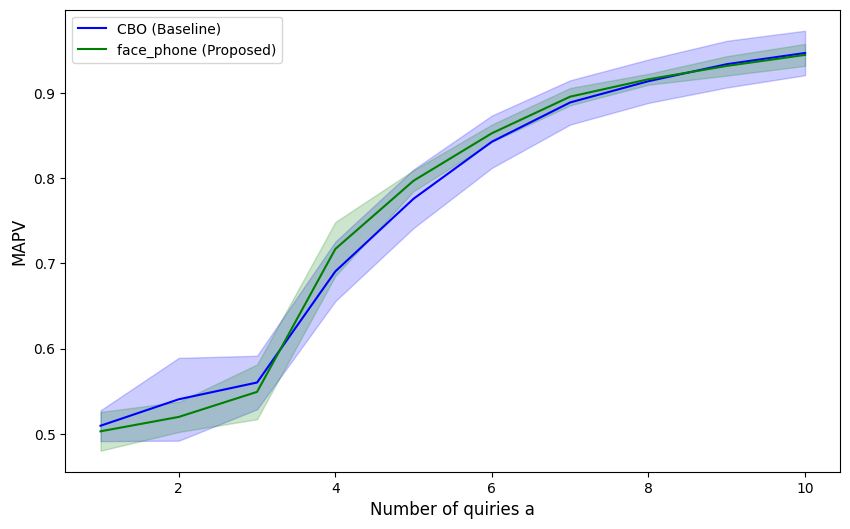 CBO (Baseline)
face_phone (Proposed)
0.9
0.8
0.7
0.6
0.5
MAPV
2
4
6
8
10
Number of quiries a